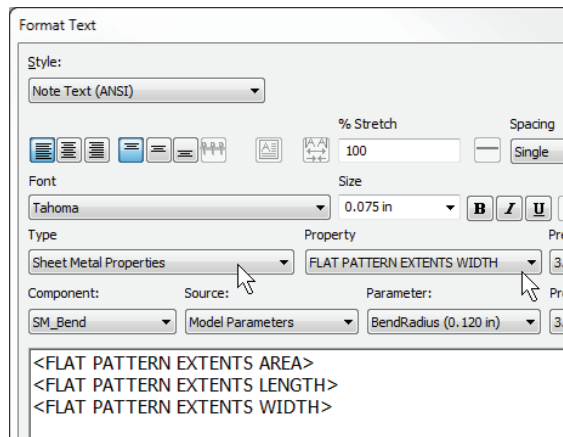 Format Text
Style:
Note Text (ANSI)
% Stretch
Spacing
100
Single
Font
Size
Tahoma
0.075 in
B I U
Type
Property
Sheet Metal Properties
FLAT PATTERN EXTENTS WIDTH
3.
Component:
Source:
Parameter:
SM_Bend
Model Parameters
BendRadius (0.120 in)
3.
<FLAT PATTERN EXTENTS AREA>
<FLAT PATTERN EXTENTS LENGTH>
<FLAT PATTERN EXTENTS WIDTH>